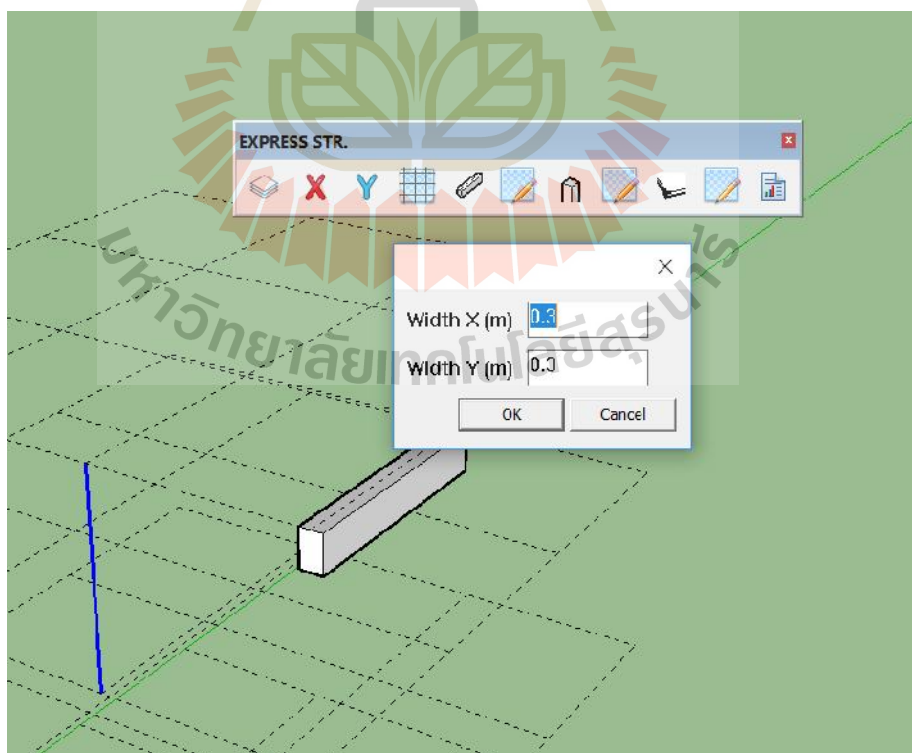 EXPRESS STR.
มหาวิทยาลัยเทคโนโลยีสุรนารี
Width X (m) 0.3
Width Y (m) 0.3
OK Cancel